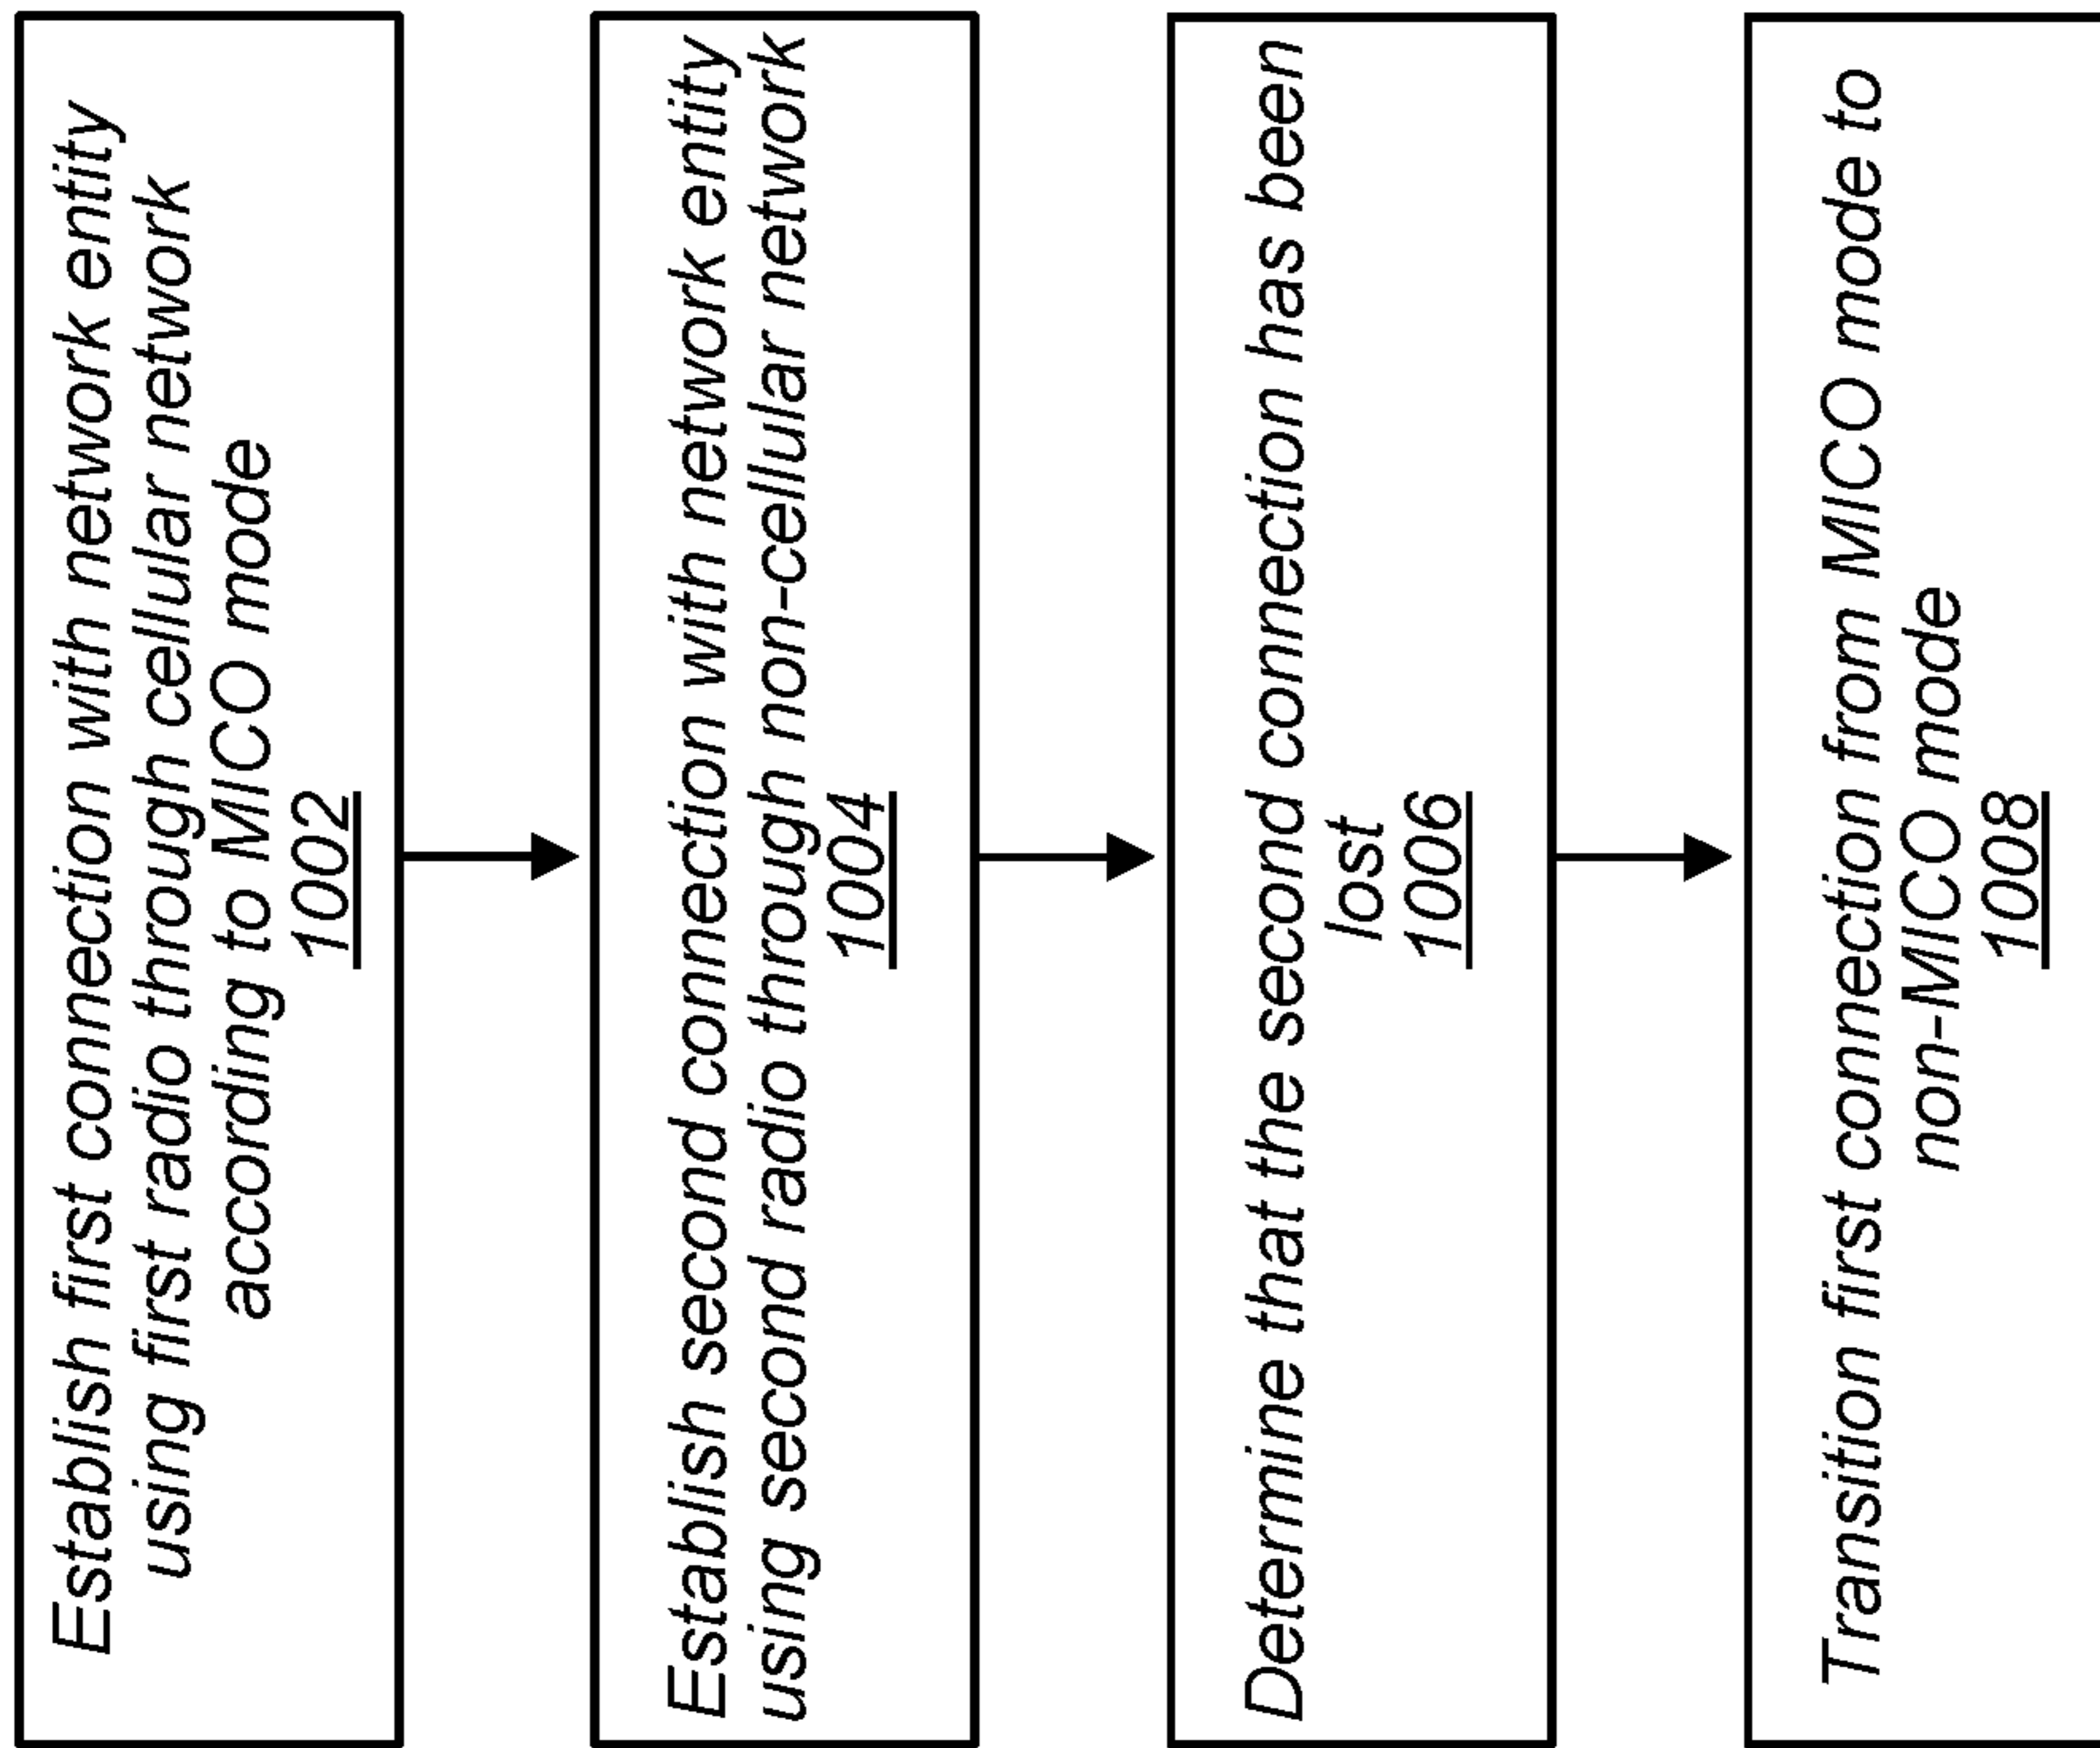 Establish first connection with network entity
using first radio through cellular network
according to MICO mode
1002
Establish second connection with network entity
using second radio through non-cellular network
1004
Determine that the second connection has been
lost
1006
Transition first connection from MICO mode to
non-MICO mode
1008